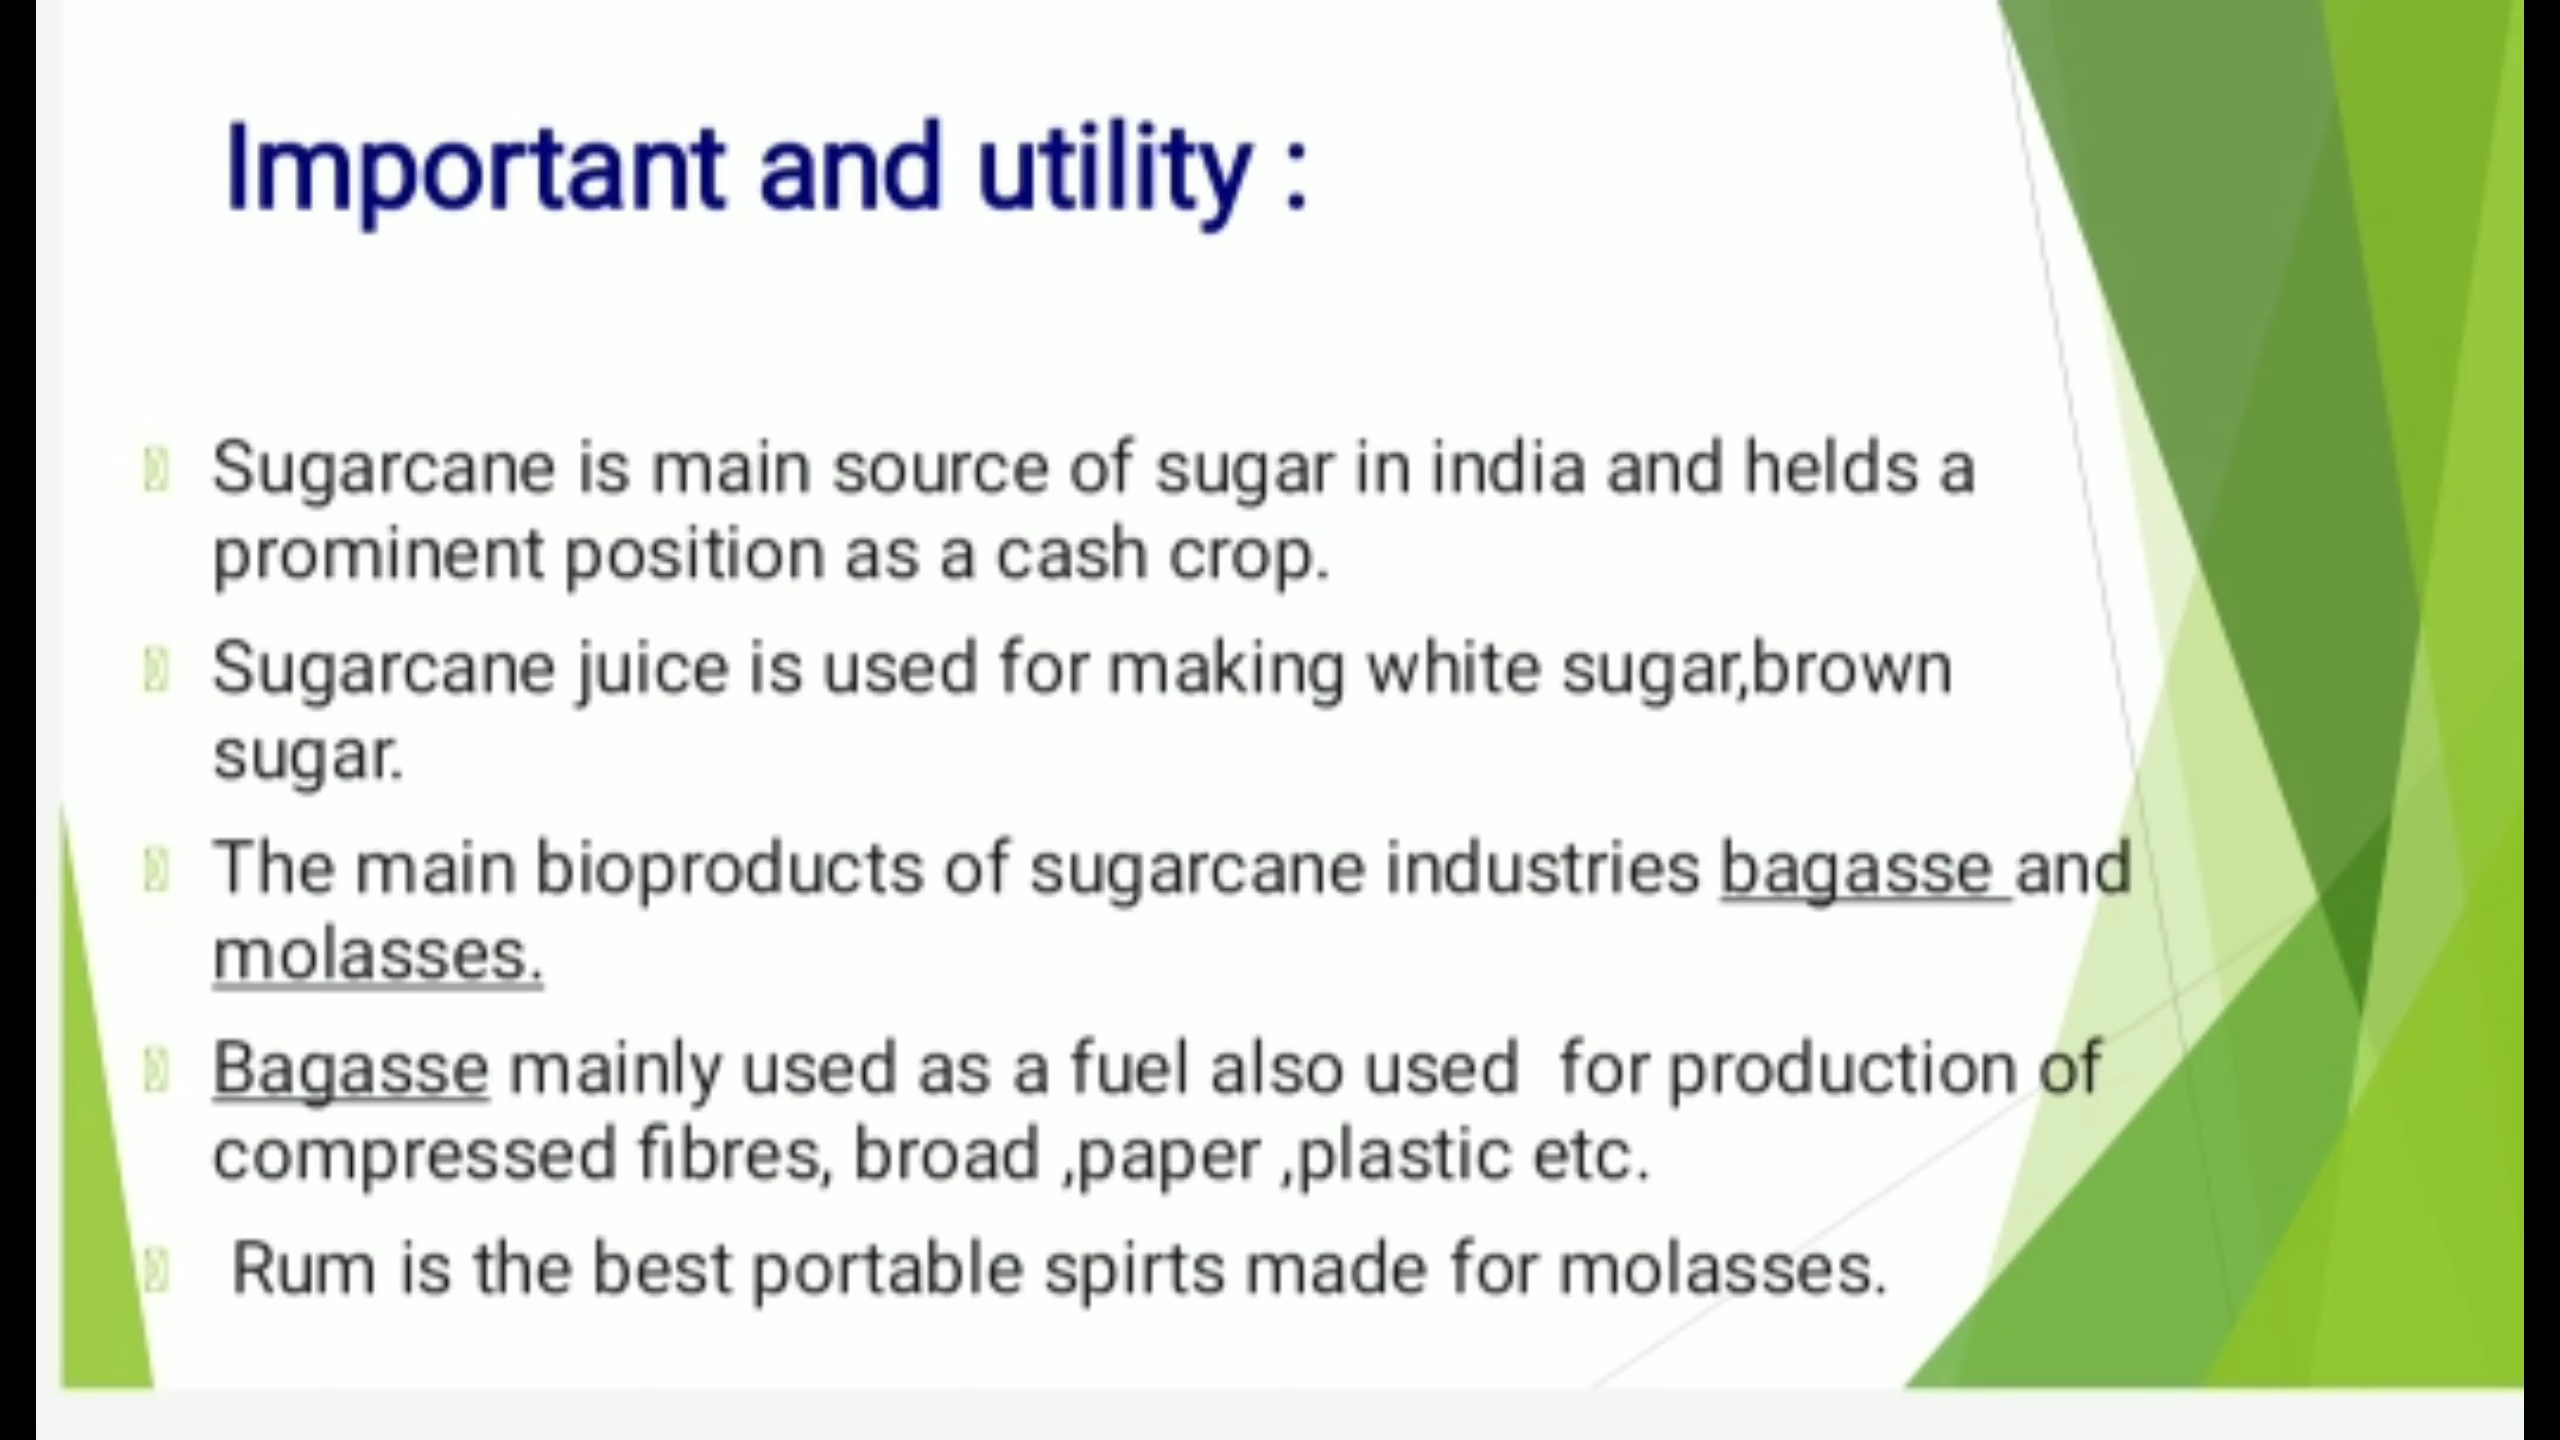 Important and utility :
Sugarcane is main source of sugar in india and helds a
prominent position as a cash crop.
Sugarcane juice is used for making white sugar,brown
sugar.
The main bioproducts of sugarcane industries bagasse and
molasses.
Bagasse mainly used as a fuel also used  for production of
compressed fibres, broad ,paper ,plastic etc.
Rum is the best portable spirts made for molasses.